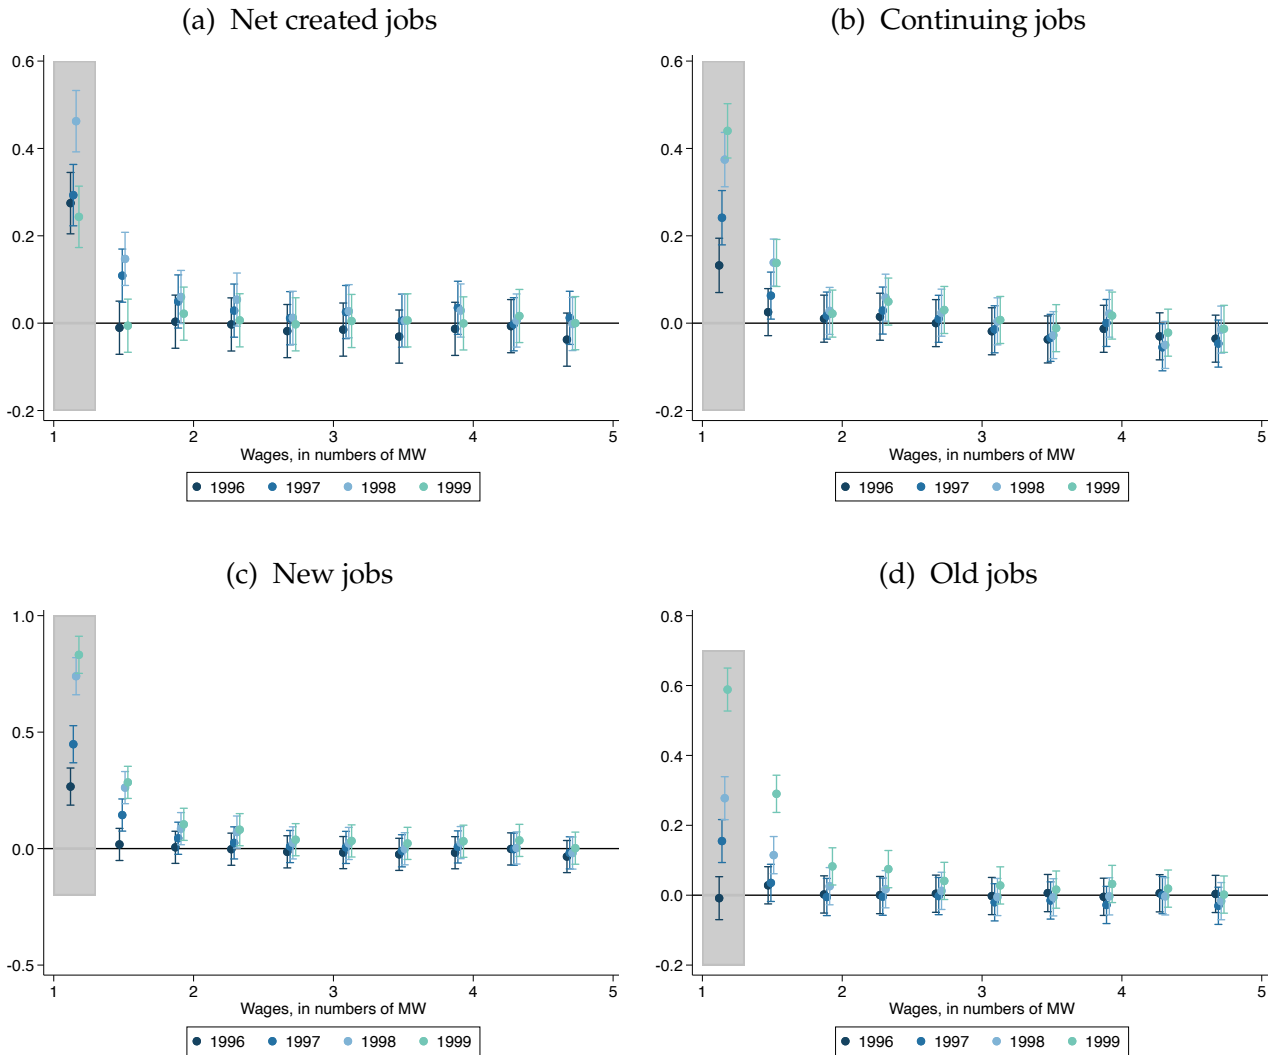 (a) Net created jobs
0.6
0.4
0.2
0.0
-0.2
1 2 3 4 5
Wages, in numbers of MW
1996 1997 1998 1999
(b) Continuing jobs
0.6
0.4
0.2
0.0
-0.2
1 2 3 4 5
Wages, in numbers of MW
1996 1997 1998 1999
(c) New jobs
1.0
0.5
0.0
-0.5
1 2 3 4 5
Wages, in numbers of MW
1996 1997 1998 1999
(d) Old jobs
0.8
0.6
0.4
0.2
0.0
-0.2
1 2 3 4 5
Wages, in numbers of MW
1996 1997 1998 1999